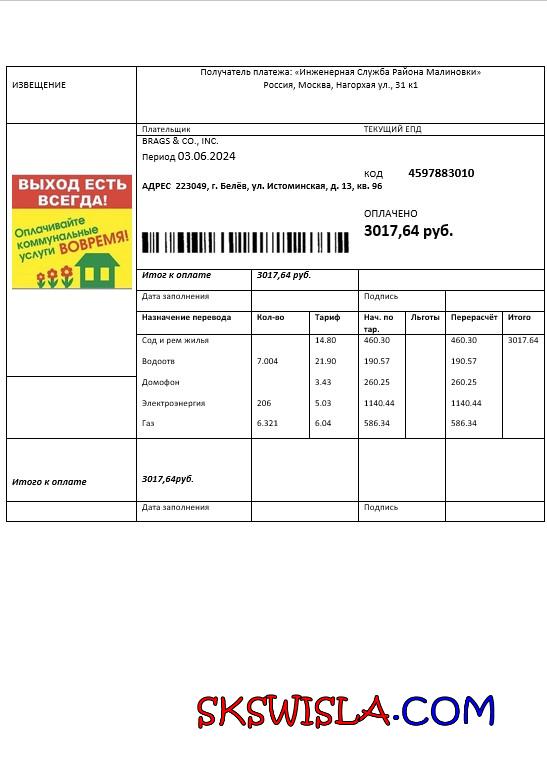 ИЗВЕЩЕНИЕ
Получатель платежа: «Инженерная Служба Района Малиновки»
Россия, Москва, Нагорхая ул., 31 к1
Плательщик ТЕКУЩИЙ ЕПД
BRAGS & CO., INC.
Период 03.06.2024
КОД 4597883010
АДРЕС 223049, г. Белёв, ул. Истоминская, д. 13, кв. 96
ВЫХОД ЕСТЬ
ВСЕГДА!
Оплачивайте
коммунальные
услуги ВОВРЕМЯ!
ОПЛАЧЕНО
3017,64 руб.
Итог к оплате 3017,64 руб.
Дата заполнения Подпись
Назначение перевода Кол-во Тариф Нач. по тар. Льготы Перерасчёт Итого
Сод и рем жилья 14.80 460.30 460.30 3017.64
Водоотв 7.004 21.90 190.57 190.57
Домофон 3.43 260.25 260.25
Электроэнергия 206 5.03 1140.44 1140.44
Газ 6.321 6.04 586.34 586.34
Итого к оплате 3017,64руб.
Дата заполнения Подпись
SKSWISLA.COM